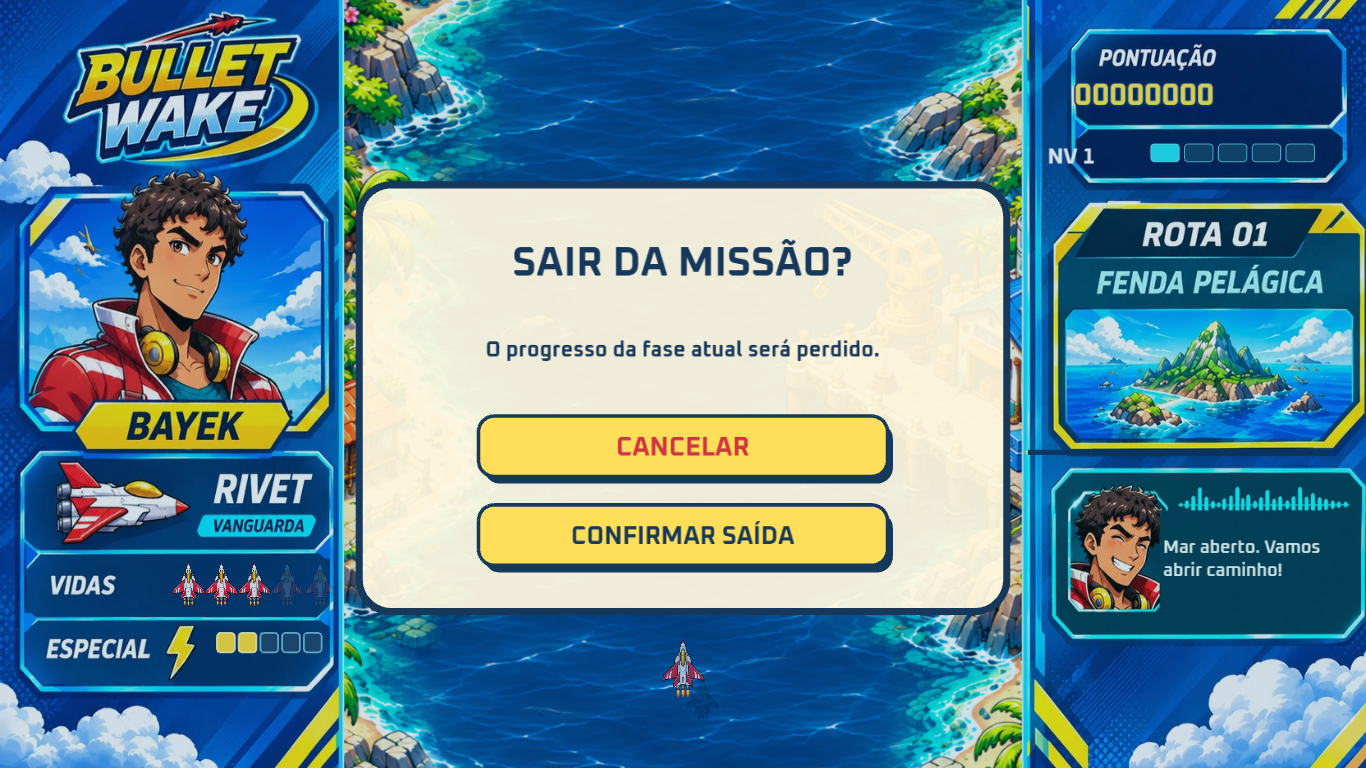 BULLET
WAKE
BAYEK
RIVET
VANGUARDA
VIDAS
ESPECIAL
SAIR DA MISSÃO?
O progresso da fase atual será perdido.
CANCELAR
CONFIRMAR SAÍDA
PONTUAÇÃO
00000000
NV 1
ROTA 01
FENDA PELÁGICA
Mar aberto. Vamos
abrir caminho!